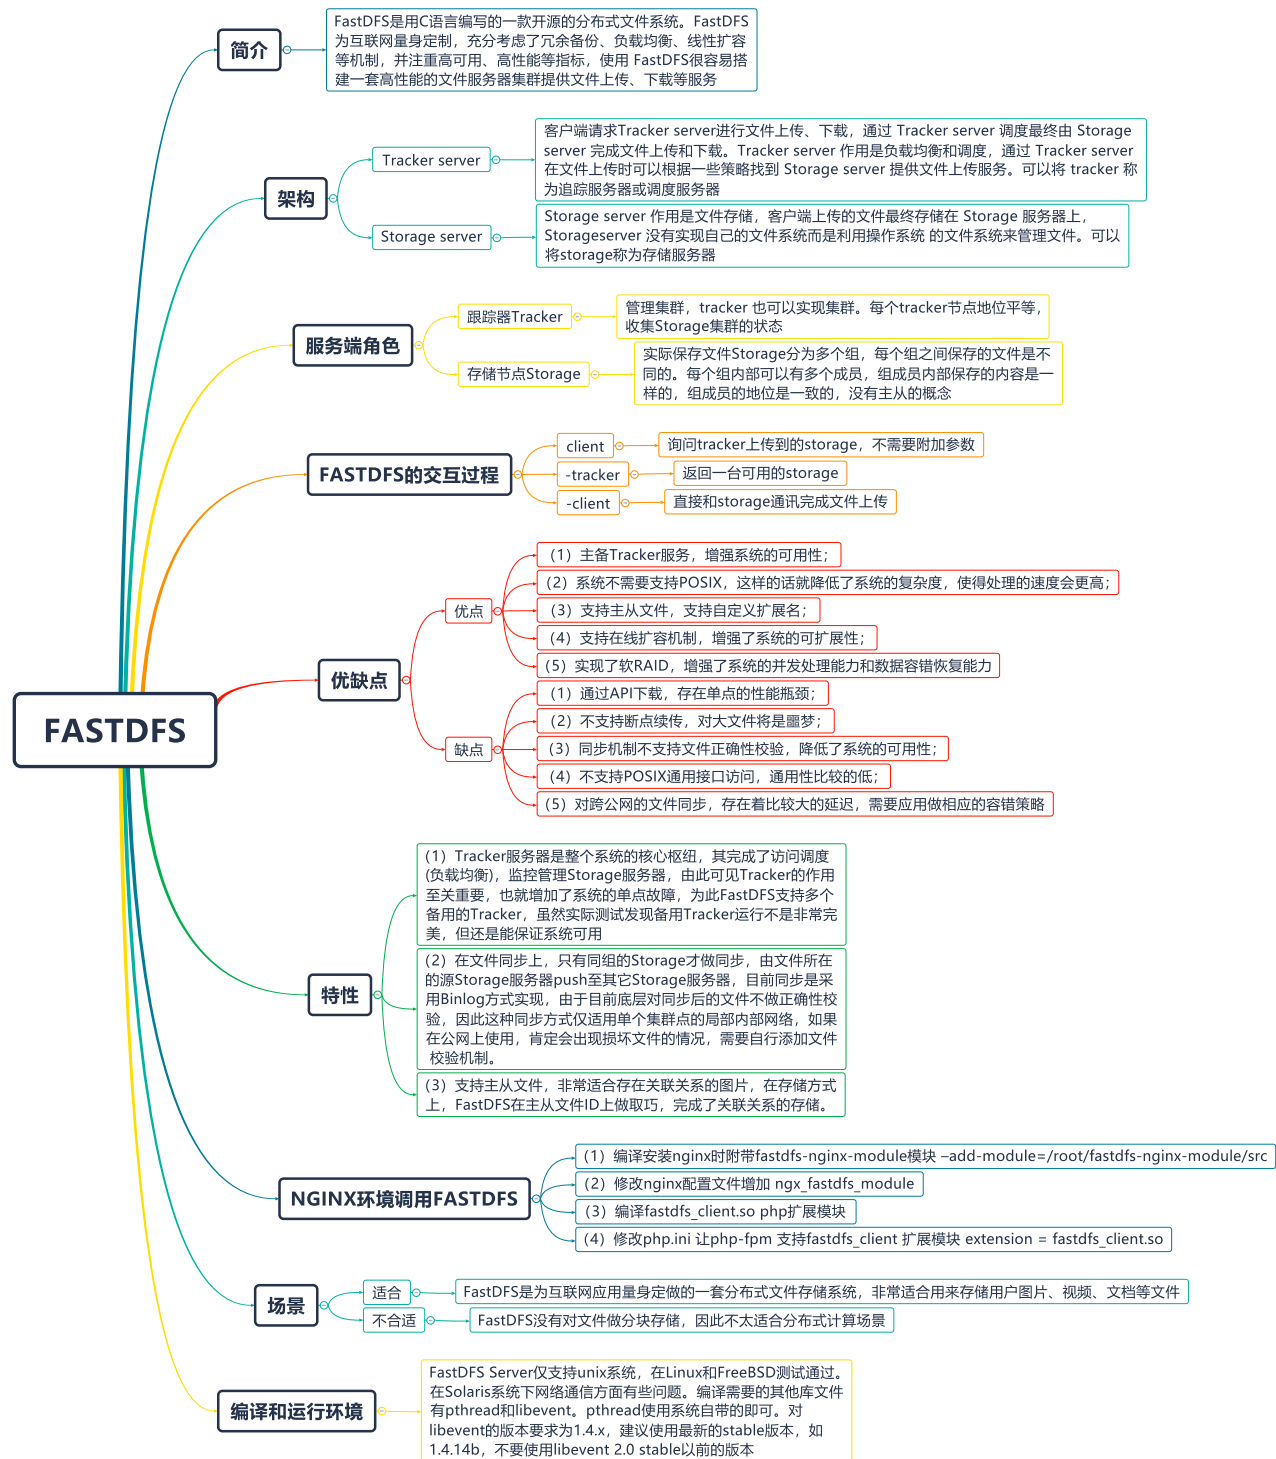 FASTDFS
简介
FastDFS是用C语言编写的一款开源的分布式文件系统。FastDFS
为互联网量身定制，充分考虑了冗余备份、负载均衡、线性扩容
等机制，并注重高可用、高性能等指标，使用 FastDFS很容易搭
建一套高性能的文件服务器集群提供文件上传、下载等服务
架构
Tracker server
客户端请求Tracker server进行文件上传、下载，通过 Tracker server 调度最终由 Storage
server 完成文件上传和下载。Tracker server 作用是负载均衡和调度，通过 Tracker server
在文件上传时可以根据一些策略找到 Storage server 提供文件上传服务。可以将 tracker 称
为追踪服务器或调度服务器
Storage server
Storage server 作用是文件存储，客户端上传的文件最终存储在 Storage 服务器上，
Storageserver 没有实现自己的文件系统而是利用操作系统 的文件系统来管理文件。可以
将storage称为存储服务器
服务端角色
跟踪器Tracker
管理集群，tracker 也可以实现集群。每个tracker节点地位平等，
收集Storage集群的状态
存储节点Storage
实际保存文件Storage分为多个组，每个组之间保存的文件是不
同的。每个组内部可以有多个成员，组成员内部保存的内容是一
样的，组成员的地位是一致的，没有主从的概念
FASTDFS的交互过程
client
询问tracker上传到的storage，不需要附加参数
-tracker
返回一台可用的storage
-client
直接和storage通讯完成文件上传
优缺点
优点
（1）主备Tracker服务，增强系统的可用性；
（2）系统不需要支持POSIX，这样的话就降低了系统的复杂度，使得处理的速度会更高；
（3）支持主从文件，支持自定义扩展名；
（4）支持在线扩容机制，增强了系统的可扩展性；
（5）实现了软RAID，增强了系统的并发处理能力和数据容错恢复能力
缺点
（1）通过API下载，存在单点的性能瓶颈；
（2）不支持断点续传，对大文件将是噩梦；
（3）同步机制不支持文件正确性校验，降低了系统的可用性；
（4）不支持POSIX通用接口访问，通用性比较的低；
（5）对跨公网的文件同步，存在着比较大的延迟，需要应用做相应的容错策略
特性
（1）Tracker服务器是整个系统的核心枢纽，其完成了访问调度
(负载均衡)，监控管理Storage服务器，由此可见Tracker的作用
至关重要，也就增加了系统的单点故障，为此FastDFS支持多个
备用的Tracker，虽然实际测试发现备用Tracker运行不是非常完
美，但还是能保证系统可用
（2）在文件同步上，只有同组的Storage才做同步，由文件所在
的源Storage服务器push至其它Storage服务器，目前同步是采
用Binlog方式实现，由于目前底层对同步后的文件不做正确性校
验，因此这种同步方式仅适用单个集群点的局部内部网络，如果
在公网上使用，肯定会出现损坏文件的情况，需要自行添加文件
校验机制。
（3）支持主从文件，非常适合存在关联关系的图片，在存储方式
上，FastDFS在主从文件ID上做取巧，完成了关联关系的存储。
NGINX环境调用FASTDFS
（1）编译安装nginx时附带fastdfs-nginx-module模块 –add-module=/root/fastdfs-nginx-module/src
（2）修改nginx配置文件增加 ngx_fastdfs_module
（3）编译fastdfs_client.so php扩展模块
（4）修改php.ini 让php-fpm 支持fastdfs_client 扩展模块 extension = fastdfs_client.so
场景
适合
FastDFS是为互联网应用量身定做的一套分布式文件存储系统，非常适合用来存储用户图片、视频、文档等文件
不合适
FastDFS没有对文件做分块存储，因此不太适合分布式计算场景
编译和运行环境
FastDFS Server仅支持unix系统，在Linux和FreeBSD测试通过。
在Solaris系统下网络通信方面有些问题。编译需要的其他库文件
有pthread和libevent。pthread使用系统自带的即可。对
libevent的版本要求为1.4.x，建议使用最新的stable版本，如
1.4.14b，不要使用libevent 2.0 stable以前的版本